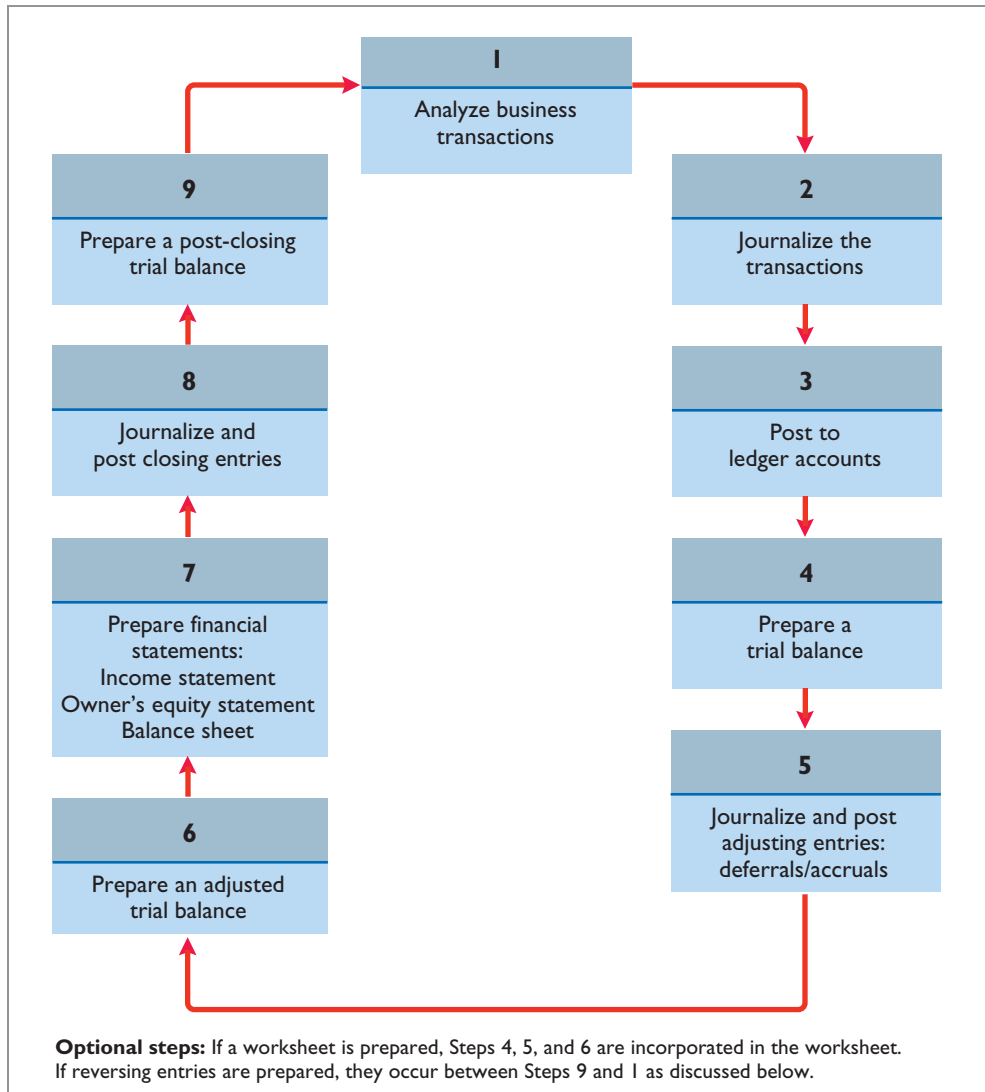 1
Analyze business
transactions
2
Journalize the
transactions
3
Post to
ledger accounts
4
Prepare a
trial balance
5
Journalize and post
adjusting entries:
deferrals/accruals
6
Prepare an adjusted
trial balance
7
Prepare financial
statements:
Income statement
Owner's equity statement
Balance sheet
8
Journalize and
post closing entries
9
Prepare a post-closing
trial balance
Optional steps: If a worksheet is prepared, Steps 4, 5, and 6 are incorporated in the worksheet.
If reversing entries are prepared, they occur between Steps 9 and 1 as discussed below.